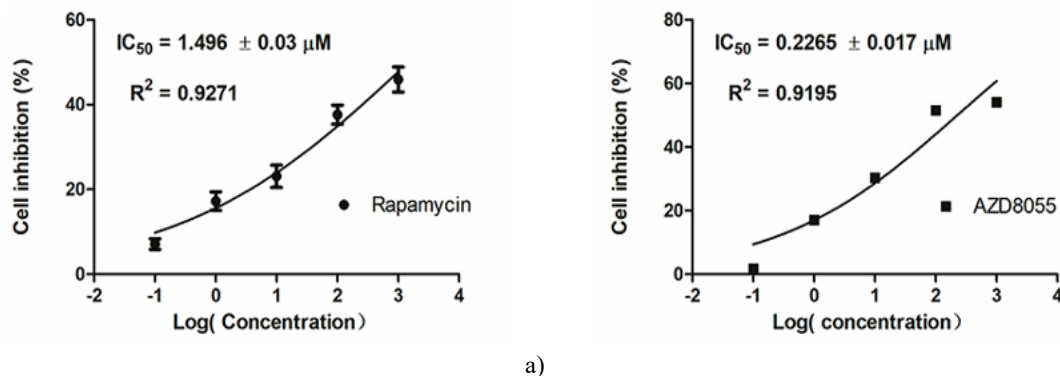 60
40
20
0
Cell inhibition (%)
IC50 = 1.496 ± 0.03 μM
R2 = 0.9271
Rapamycin
-2 -1 0 1 2 3 4
Log( Concentration）
80
60
40
20
0
Cell inhibition (%)
IC50 = 0.2265 ± 0.017 μM
R2 = 0.9195
AZD8055
-2 -1 0 1 2 3 4
Log( concentration)
a)